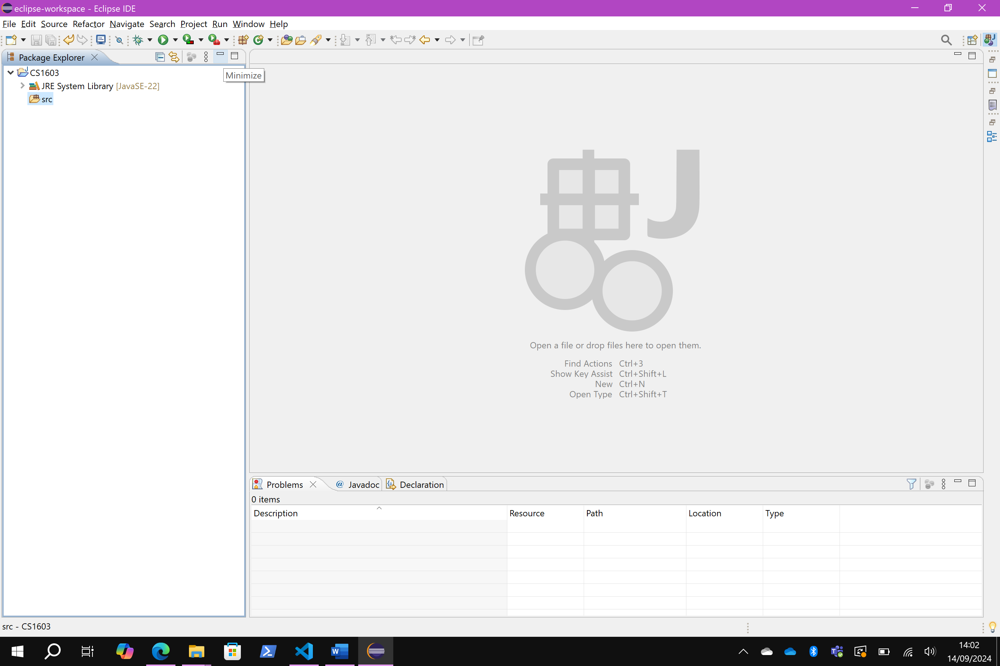 eclipse-workspace - Eclipse IDE
File Edit Source Refactor Navigate Search Project Run Window Help
Package Explorer
Minimize
CS1603
JRE System Library [JavaSE-22]
src
J
Open a file or drop files here to open them.
Find Actions Ctrl+3
Show Key Assist Ctrl+Shift+L
New Ctrl+N
Open Type Ctrl+Shift+T
Problems @ Javadoc Declaration
0 items
Description Resource Path Location Type
src - CS1603
14:02
14/09/2024